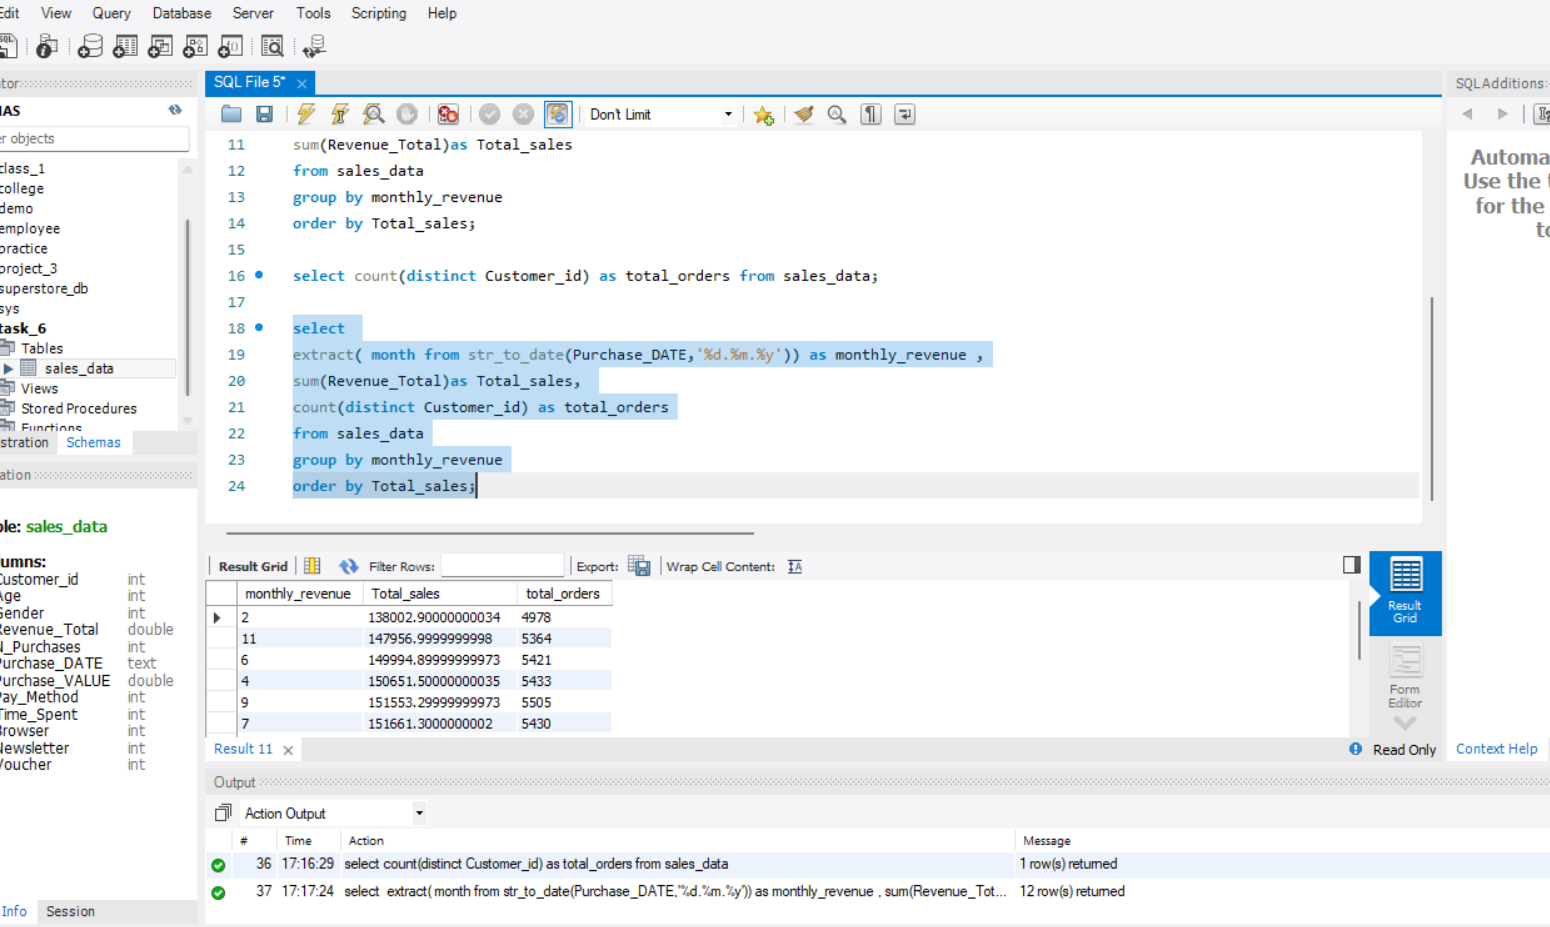 Edit View Query Database Server Tools Scripting Help
SQL File 5*
SQLAdditions:
Don't Limit
er objects
class_1
college
demo
employee
practice
project_3
superstore_db
sys
task_6
Tables
sales_data
Views
Stored Procedures
Functions
stration Schemas
ation
ble: sales_data
umns:
Customer_id int
Age int
Gender int
Revenue_Total double
N_Purchases int
Purchase_DATE text
Purchase_VALUE double
Pay_Method int
Time_Spent int
Browser int
Newsletter int
Voucher int
Info Session
11 sum(Revenue_Total)as Total_sales
12 from sales_data
13 group by monthly_revenue
14 order by Total_sales;
15
16 select count(distinct Customer_id) as total_orders from sales_data;
17
18 select
19 extract( month from str_to_date(Purchase_DATE,'%d.%m.%y')) as monthly_revenue ,
20 sum(Revenue_Total)as Total_sales,
21 count(distinct Customer_id) as total_orders
22 from sales_data
23 group by monthly_revenue
24 order by Total_sales;
Automa
Use the
for the
to
Result Grid Filter Rows: Export: Wrap Cell Content:
monthly_revenue Total_sales total_orders
2 138002.90000000034 4978
11 147956.9999999998 5364
6 149994.89999999973 5421
4 150651.50000000035 5433
9 151553.29999999973 5505
7 151661.3000000002 5430
Result
Grid
Form
Editor
Result 11
Read Only
Context Help
Output
Action Output
# Time Action Message
36 17:16:29 select count(distinct Customer_id) as total_orders from sales_data 1 row(s) returned
37 17:17:24 select extract( month from str_to_date(Purchase_DATE,'%d.%m.%y')) as monthly_revenue , sum(Revenue_Tot... 12 row(s) returned